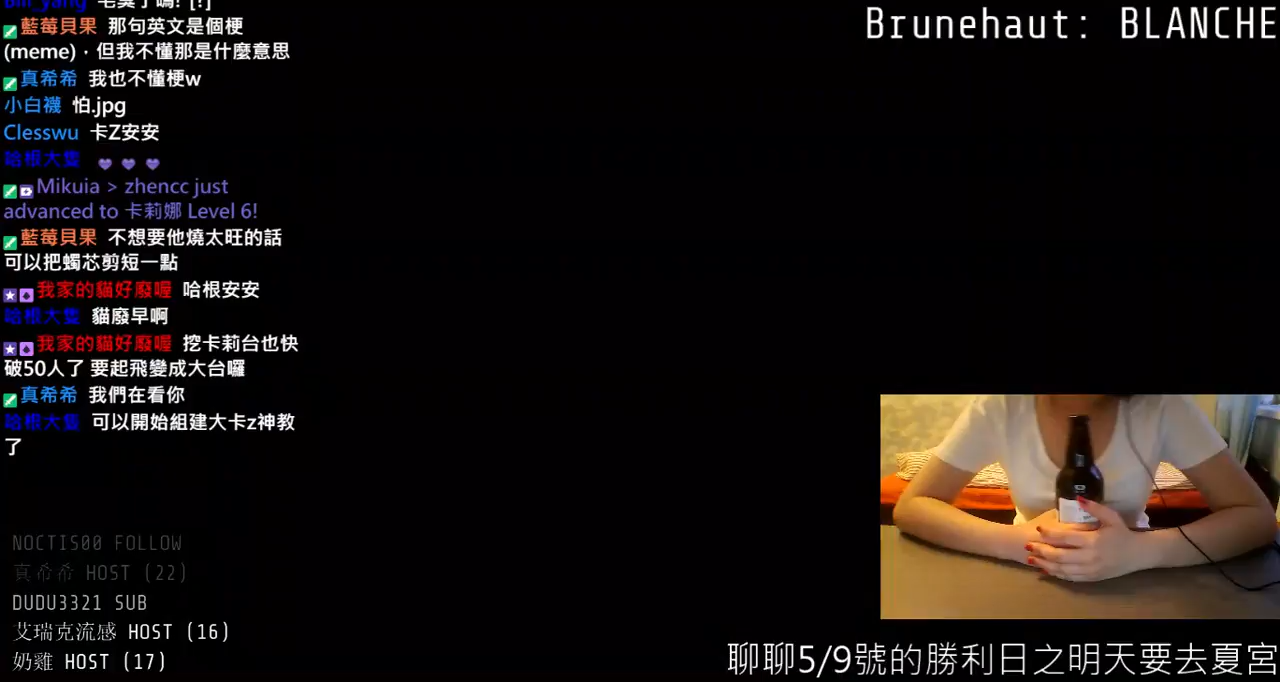 Brunehaut: BLANCHE
藍莓貝果 那句英文是個梗
(meme)，但我不懂那是什麼意思
真希希 我也不懂梗w
小白襪 怕.jpg
Clesswu 卡Z安安
哈根大隻
Mikuia > zhencc just
advanced to 卡莉娜 Level 6!
藍莓貝果 不想要他燒太旺的話
可以把蠋芯剪短一點
我家的貓好廢喔 哈根安安
哈根大隻 貓廢早啊
我家的貓好廢喔 挖卡莉台也快
破50人了 要起飛變成大台囉
真希希 我們在看你
哈根大隻 可以開始組建大卡z神教
了
NOCTIS00 FOLLOW
真希希 HOST (22)
DUDU3321 SUB
艾瑞克流感 HOST (16)
奶雞 HOST (17)
聊聊5/9號的勝利日之明天要去夏宮